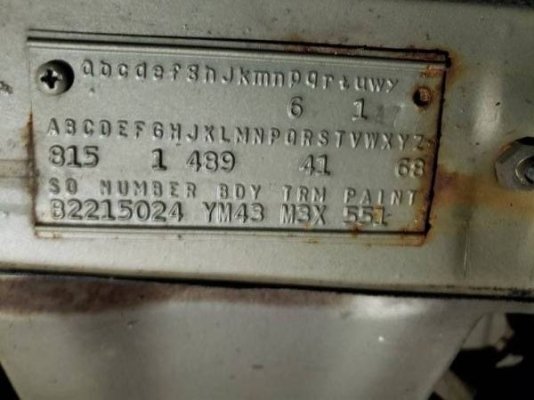 abcdefghjkmnpqrtuwy
6 1
ABCDEFGHJKLMNPQRSTVWXYZ
815 1 489 41 68
SO NUMBER BDY TRM PAINT
B2215024 YM43 M3X 551